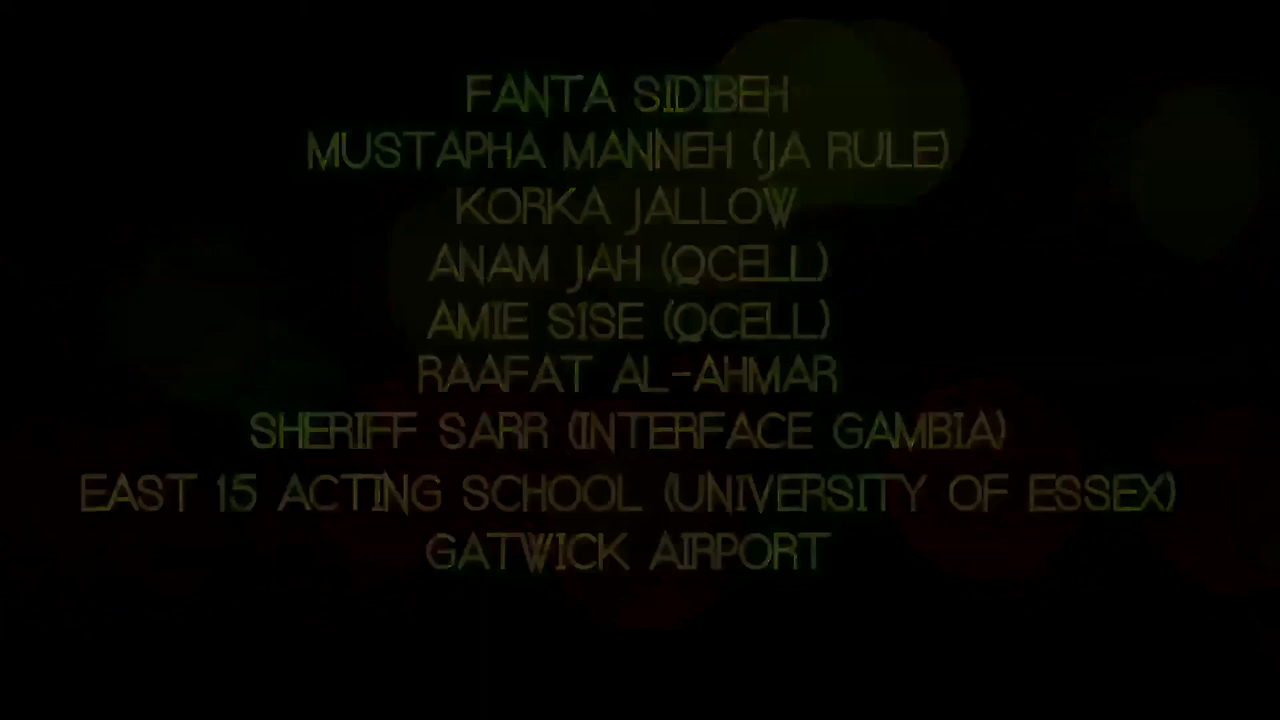 FANTA SIDIBEH
MUSTAPHA MANNEH (JA RULE)
KORKA JALLOW
ANAM JAH (QCELL)
AMIE SISE (QCELL)
RAAFAT AL-AHMAR
SHERIFF SARR (INTERFACE GAMBIA)
EAST 15 ACTING SCHOOL (UNIVERSITY OF ESSEX)
GATWICK AIRPORT